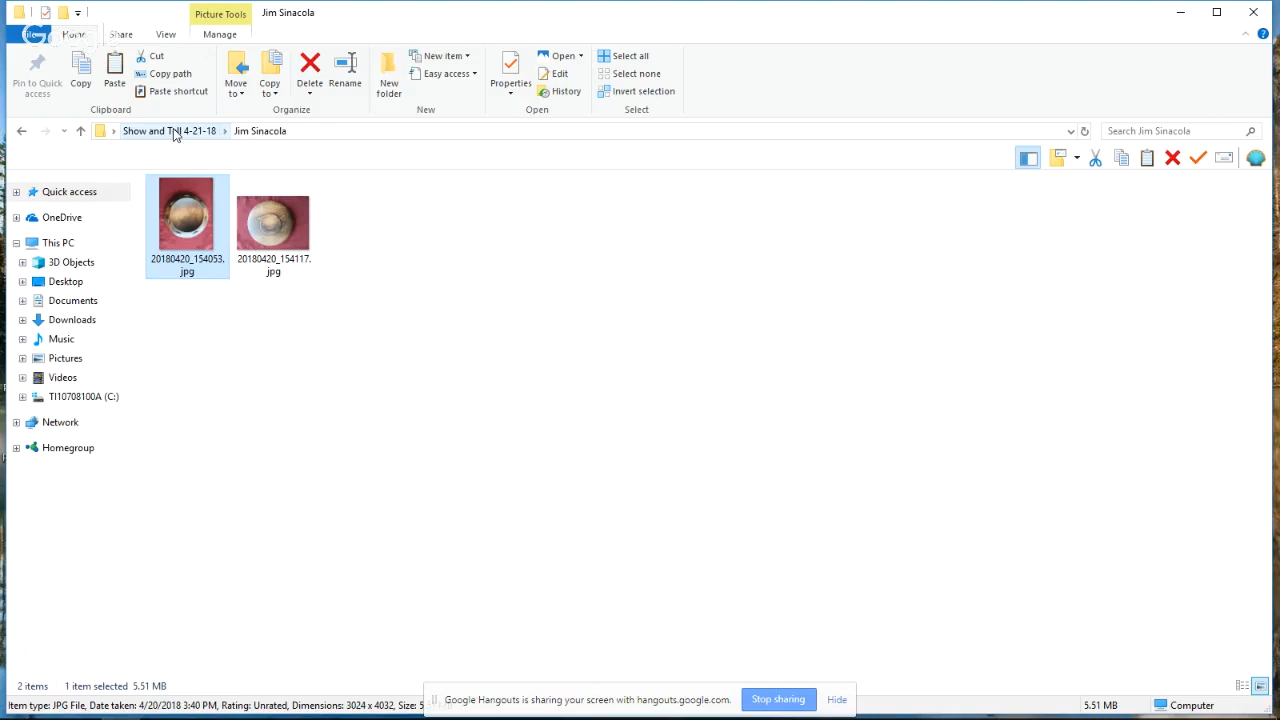 Picture Tools
Jim Sinacola
Google
File
Home
Share
View
Manage
Pin to Quick access
Copy
Paste
Cut
Copy path
Paste shortcut
Clipboard
Move to
Copy to
Delete
Rename
Organize
New folder
New item
Easy access
New
Properties
Open
Edit
History
Open
Select all
Select none
Invert selection
Select
Show and Tell 4-21-18 Jim Sinacola
Search Jim Sinacola
Quick access
OneDrive
This PC
3D Objects
Desktop
Documents
Downloads
Music
Pictures
Videos
TI10708100A (C:)
Network
Homegroup
20180420_154053.jpg
20180420_154117.jpg
2 items 1 item selected 5.51 MB
Google Hangouts is sharing your screen with hangouts.google.com.
Stop sharing
Hide
Item type: JPG File, Date taken: 4/20/2018 3:40 PM, Rating: Unrated, Dimensions: 3024 x 4032, Size:
5.51 MB
Computer